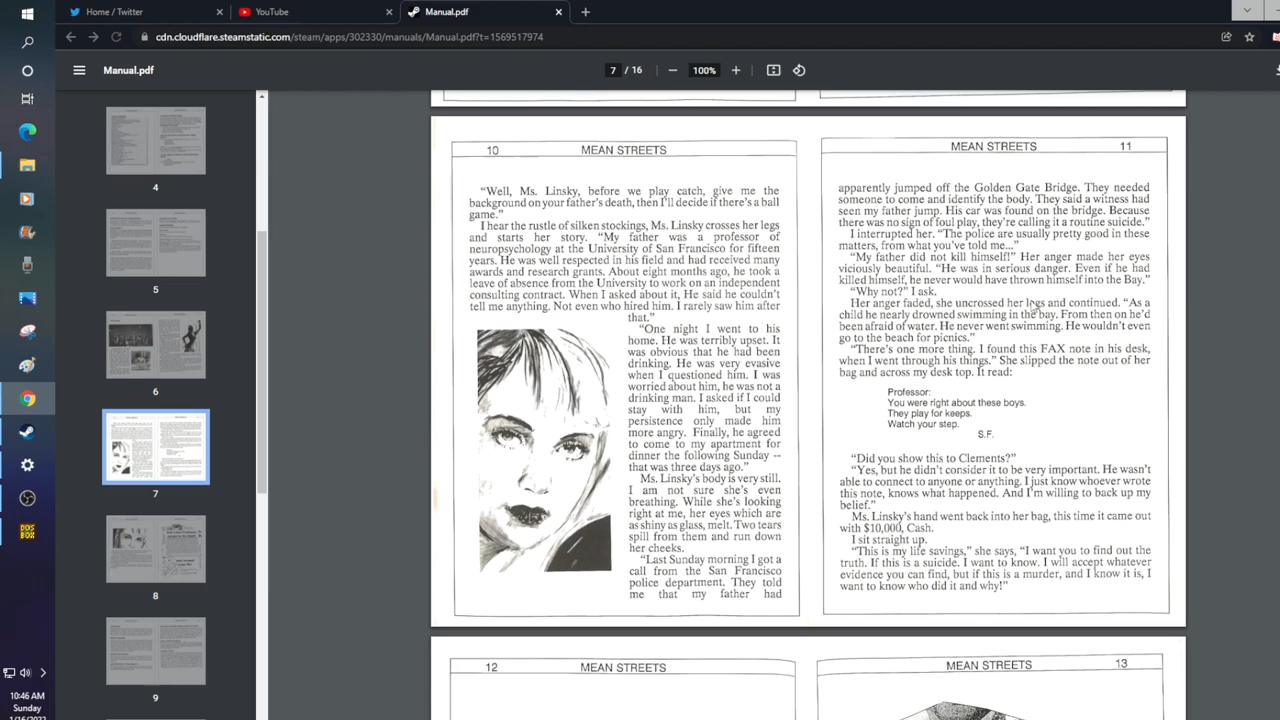 Home / Twitter
YouTube
Manual.pdf
cdn.cloudflare.steamstatic.com/steam/apps/302330/manuals/Manual.pdf?t=1569517974
Manual.pdf
7 / 16
100%
4
5
6
7
8
9
10 MEAN STREETS
“Well, Ms. Linsky, before we play catch, give me the
background on your father's death, then I'll decide if there's a ball
game.”
I hear the rustle of silken stockings, Ms. Linsky crosses her legs
and starts her story. “My father was a professor of
neuropsychology at the University of San Francisco for fifteen
years. He was well respected in his field and had received many
awards and research grants. About eight months ago, he took a
leave of absence from the University to work on an independent
consulting contract. When I asked about it, He said he couldn't
tell me anything. Not even who hired him. I rarely saw him after
that.”
“One night I went to his
home. He was terribly upset. It
was obvious that he had been
drinking. He was very evasive
when I questioned him. I was
worried about him, he was not a
drinking man. I asked if I could
stay with him, but my
persistence only made him
more angry. Finally, he agreed
to come to my apartment for
dinner the following Sunday --
that was three days ago.”
Ms. Linsky's body is very still.
I am not sure she's even
breathing. While she's looking
right at me, her eyes which are
as shiny as glass, melt. Two tears
spill from them and run down
her cheeks.
“Last Sunday morning I got a
call from the San Francisco
police department. They told
me that my father had
MEAN STREETS 11
apparently jumped off the Golden Gate Bridge. They needed
someone to come and identify the body. They said a witness had
seen my father jump. His car was found on the bridge. Because
there was no sign of foul play, they're calling it a routine suicide.”
I interrupted her. “The police are usually pretty good in these
matters, from what you've told me...”
“My father did not kill himself!” Her anger made her eyes
viciously beautiful. “He was in serious danger. Even if he had
killed himself, he never would have thrown himself into the Bay.”
“Why not?” I ask.
Her anger faded, she uncrossed her legs and continued. “As a
child he nearly drowned swimming in the bay. From then on he'd
been afraid of water. He never went swimming. He wouldn't even
go to the beach for picnics.”
“There's one more thing. I found this FAX note in his desk,
when I went through his things.” She slipped the note out of her
bag and across my desk top. It read:
Professor:
You were right about these boys.
They play for keeps.
Watch your step.
S.F.
“Did you show this to Clements?”
“Yes, but he didn't consider it to be very important. He wasn't
able to connect to anyone or anything. I just know whoever wrote
this note, knows what happened. And I'm willing to back up my
belief.”
Ms. Linsky's hand went back into her bag, this time it came out
with $10,000, Cash.
I sit straight up.
“This is my life savings,” she says, “I want you to find out the
truth. If this is a suicide. I want to know. I will accept whatever
evidence you can find, but if this is a murder, and I know it is, I
want to know who did it and why!”
12 MEAN STREETS
MEAN STREETS 13
DOS
BOX
10:46 AM
Sunday